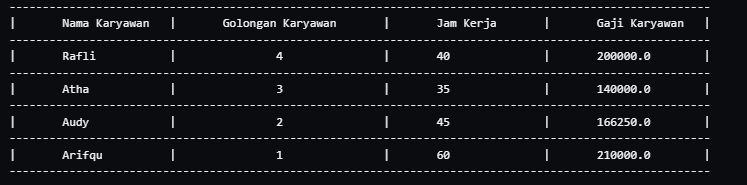 | Nama Karyawan | Golongan Karyawan | Jam Kerja | Gaji Karyawan |
| Rafli | 4 | 40 | 200000.0 |
| Atha | 3 | 35 | 140000.0 |
| Audy | 2 | 45 | 166250.0 |
| Arifqu | 1 | 60 | 210000.0 |